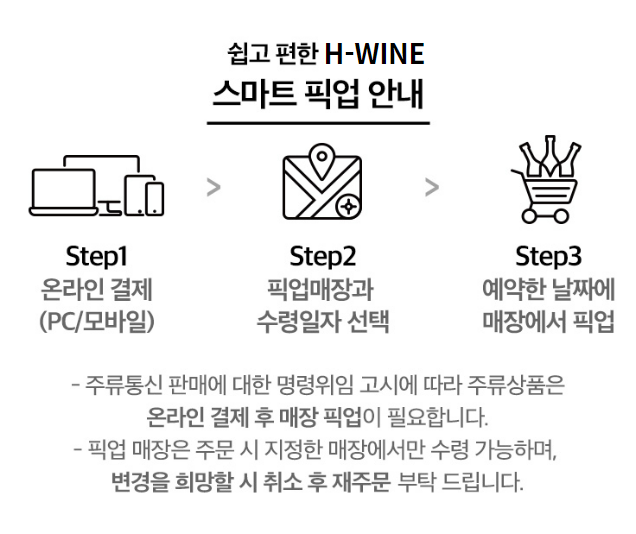 쉽고 편한 H-WINE
스마트 픽업 안내
Step1
온라인 결제
(PC/모바일)
Step2
픽업매장과
수령일자 선택
Step3
예약한 날짜에
매장에서 픽업
- 주류통신 판매에 대한 명령위임 고시에 따라 주류상품은
온라인 결제 후 매장 픽업이 필요합니다.
- 픽업 매장은 주문 시 지정한 매장에서만 수령 가능하며,
변경을 희망할 시 취소 후 재주문 부탁 드립니다.